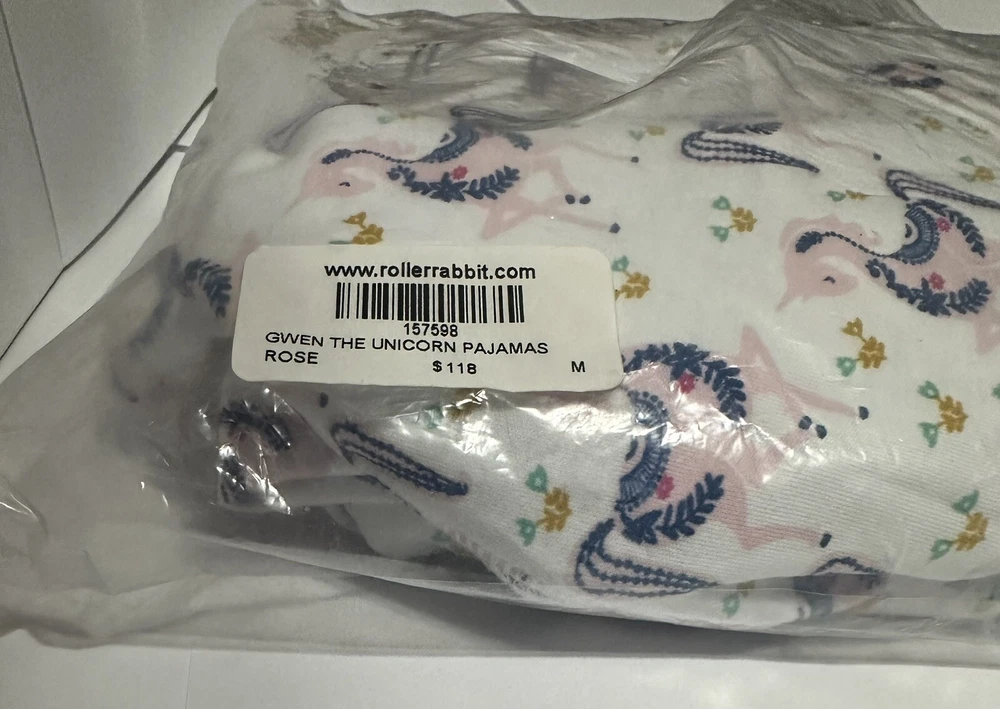 www.rollerrabbit.com
157598
GWEN THE UNICORN PAJAMAS
ROSE $118 M